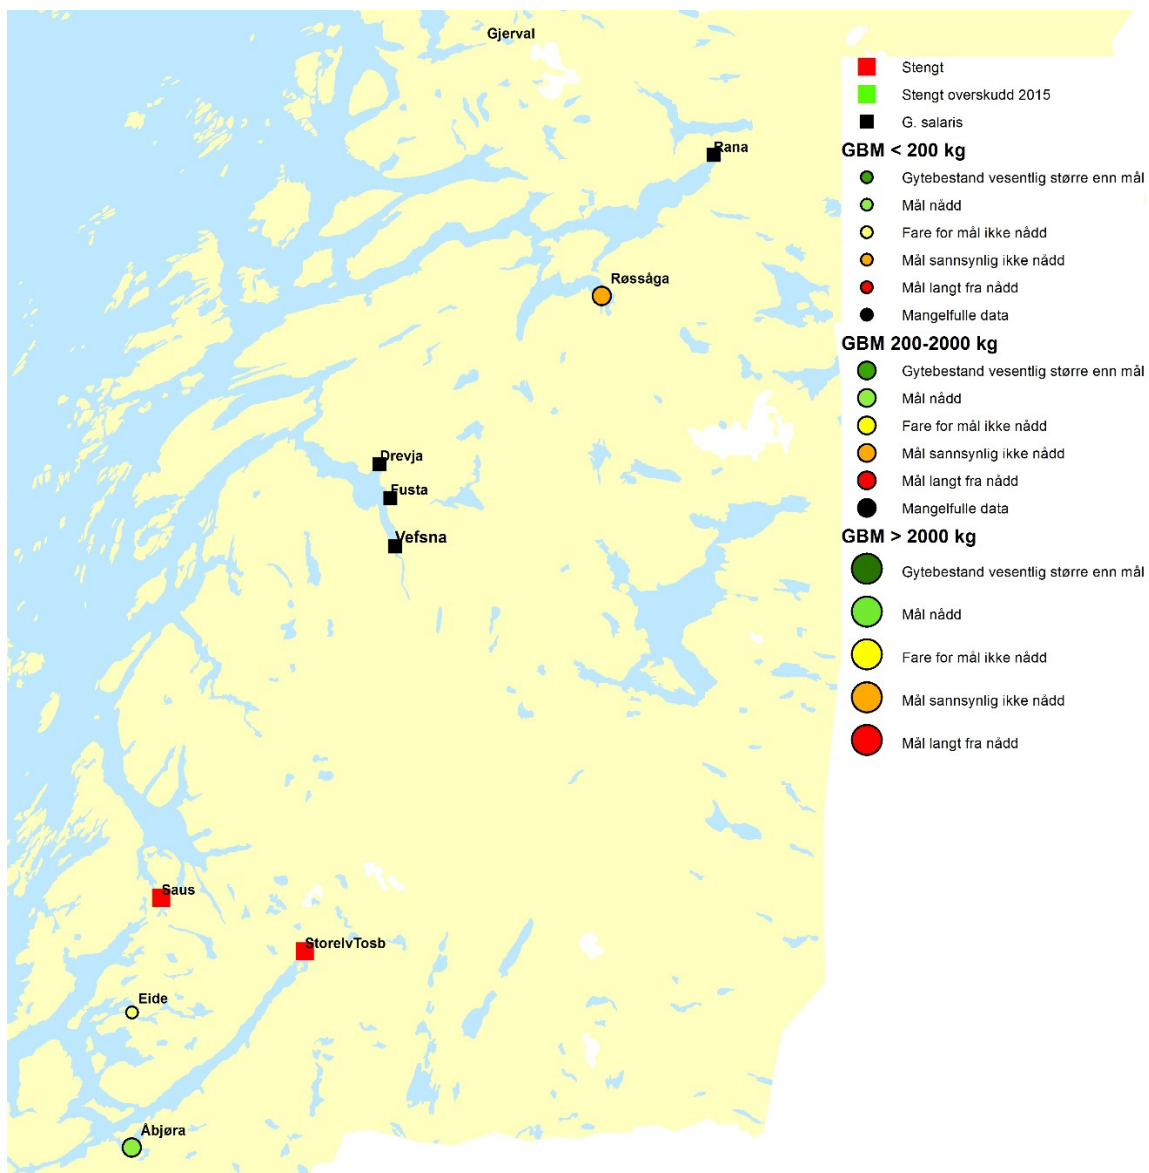 Gjerval
Rana
Røssåga
Drevja
Fusta
Vefsna
Saus
StorelvTosb
Eide
Åbjøra
Stengt
Stengt overskudd 2015
G. salaris
GBM < 200 kg
Gytebestand vesentlig større enn mål
Mål nådd
Fare for mål ikke nådd
Mål sannsynlig ikke nådd
Mål langt fra nådd
Mangelfulle data
GBM 200-2000 kg
Gytebestand vesentlig større enn mål
Mål nådd
Fare for mål ikke nådd
Mål sannsynlig ikke nådd
Mål langt fra nådd
Mangelfulle data
GBM > 2000 kg
Gytebestand vesentlig større enn mål
Mål nådd
Fare for mål ikke nådd
Mål sannsynlig ikke nådd
Mål langt fra nådd